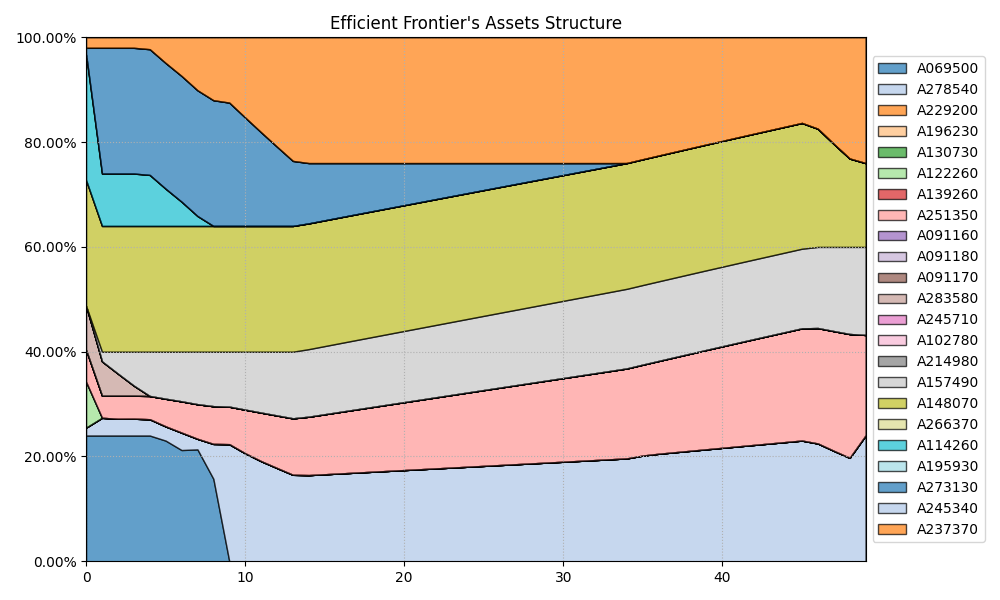 Efficient Frontier's Assets Structure
100.00%
80.00%
60.00%
40.00%
20.00%
0.00%
0
10
20
30
40
A069500
A278540
A229200
A196230
A130730
A122260
A139260
A251350
A091160
A091180
A091170
A283580
A245710
A102780
A214980
A157490
A148070
A266370
A114260
A195930
A273130
A245340
A237370